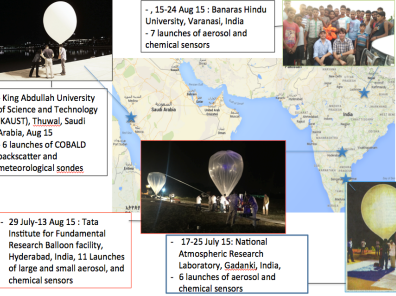 - , 15-24 Aug 15 : Banaras Hindu
University, Varanasi, India
- 7 launches of aerosol and
chemical sensors
King Abdullah University
of Science and Technology
(KAUST), Thuwal, Saudi
Arabia, Aug 15
6 launches of COBALD
backscatter and
meteorological sondes
Saudi Arabia
India
- 29 July-13 Aug 15 : Tata
Institute for Fundamental
Research Balloon facility,
Hyderabad, India, 11 Launches
of large and small aerosol, and
chemical sensors
- 17-25 July 15: National
Atmospheric Research
Laboratory, Gadanki, India,
- 6 launches of aerosol and
chemical sensors